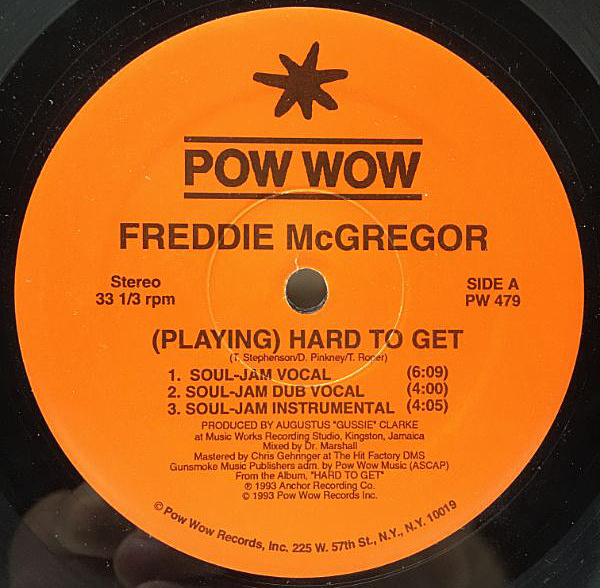 POW WOW
FREDDIE McGREGOR
Stereo
33 1/3 rpm
SIDE A
PW 479
(PLAYING) HARD TO GET
(T. Stephenson/D. Pinkney/T. Roper)
1. SOUL-JAM VOCAL (6:09)
2. SOUL-JAM DUB VOCAL (4:00)
3. SOUL-JAM INSTRUMENTAL (4:05)
PRODUCED BY AUGUSTUS "GUSSIE" CLARKE
at Music Works Recording Studio, Kingston, Jamaica
Mixed by Dr. Marshall
Mastered by Chris Gehringer at The Hit Factory DMS
Gunsmoke Music Publishers adm. by Pow Wow Music (ASCAP)
From the Album, "HARD TO GET"
℗ 1993 Anchor Recording Co.
© 1993 Pow Wow Records Inc.
© Pow Wow Records, Inc. 225 W. 57th St., N.Y., N.Y. 10019